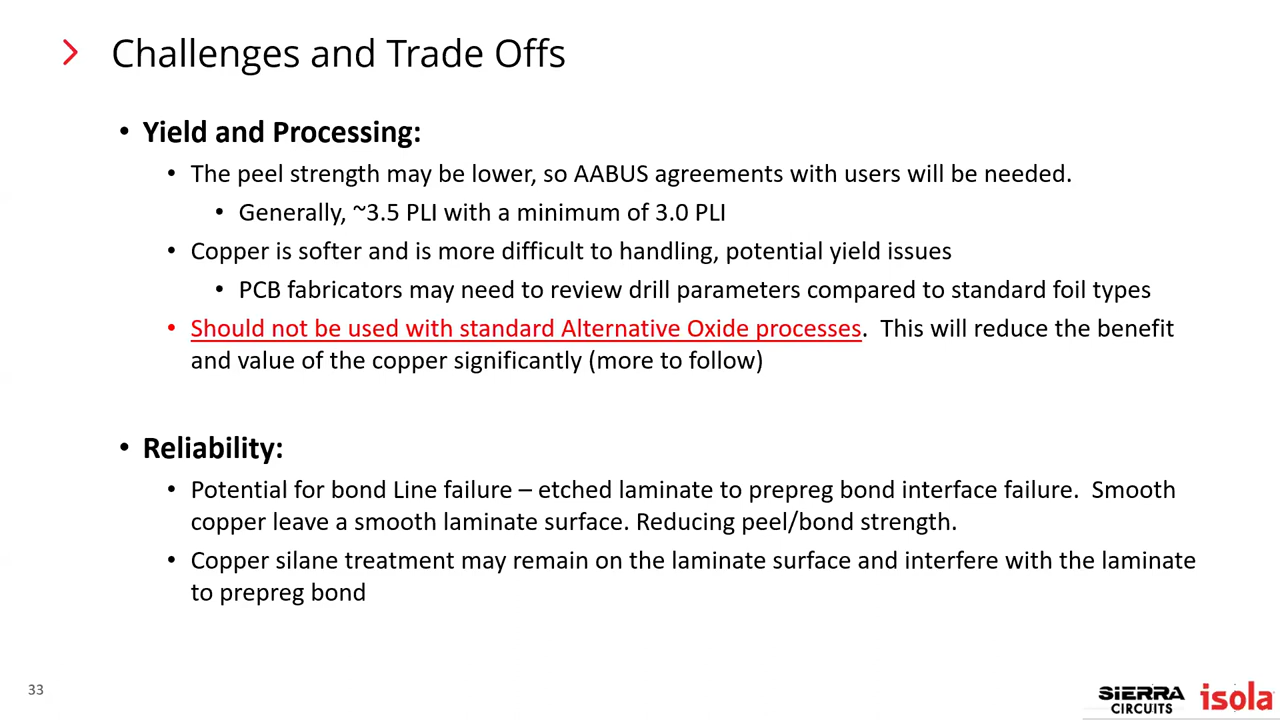 Challenges and Trade Offs
• Yield and Processing:
• The peel strength may be lower, so AABUS agreements with users will be needed.
• Generally, ~3.5 PLI with a minimum of 3.0 PLI
• Copper is softer and is more difficult to handling, potential yield issues
• PCB fabricators may need to review drill parameters compared to standard foil types
• Should not be used with standard Alternative Oxide processes.  This will reduce the benefit
and value of the copper significantly (more to follow)
• Reliability:
• Potential for bond Line failure – etched laminate to prepreg bond interface failure.  Smooth
copper leave a smooth laminate surface. Reducing peel/bond strength.
• Copper silane treatment may remain on the laminate surface and interfere with the laminate
to prepreg bond
33
SIERRA
CIRCUITS
isola